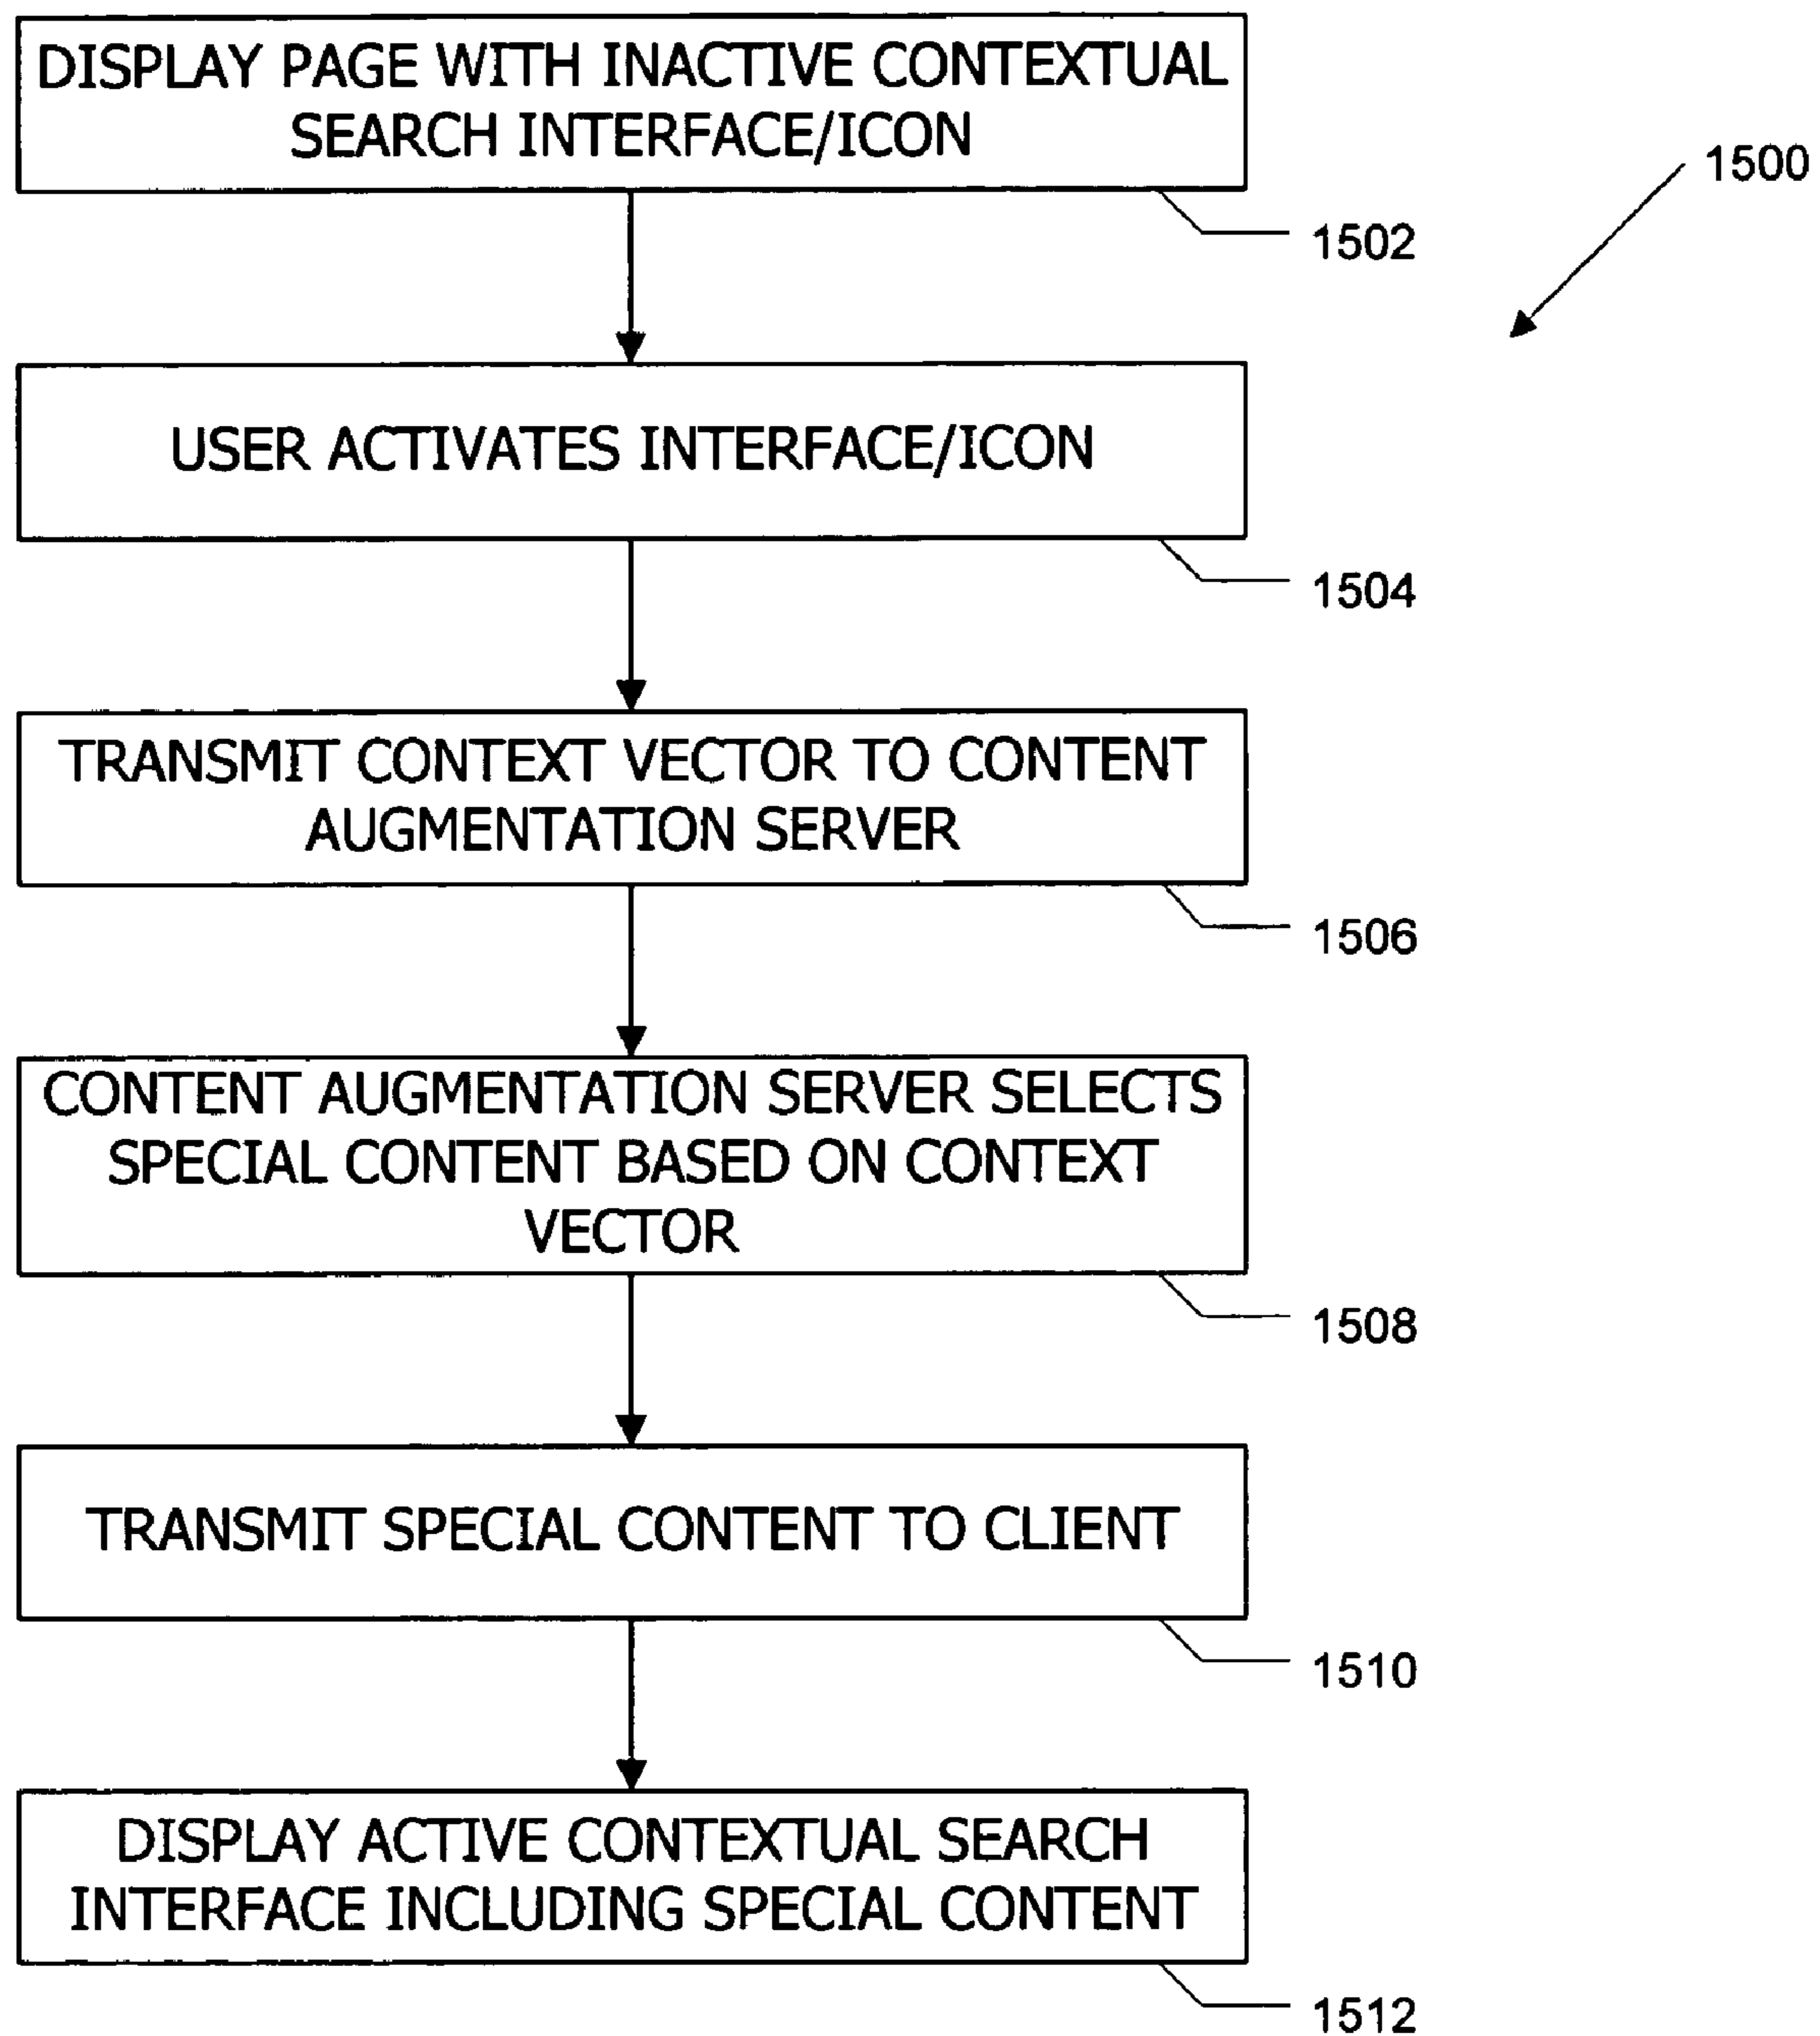 DISPLAY PAGE WITH INACTIVE CONTEXTUAL
SEARCH INTERFACE/ICON
1500
1502
USER ACTIVATES INTERFACE/ICON
1504
TRANSMIT CONTEXT VECTOR TO CONTENT
AUGMENTATION SERVER
1506
CONTENT AUGMENTATION SERVER SELECTS
SPECIAL CONTENT BASED ON CONTEXT
VECTOR
1508
TRANSMIT SPECIAL CONTENT TO CLIENT
1510
DISPLAY ACTIVE CONTEXTUAL SEARCH
INTERFACE INCLUDING SPECIAL CONTENT
1512